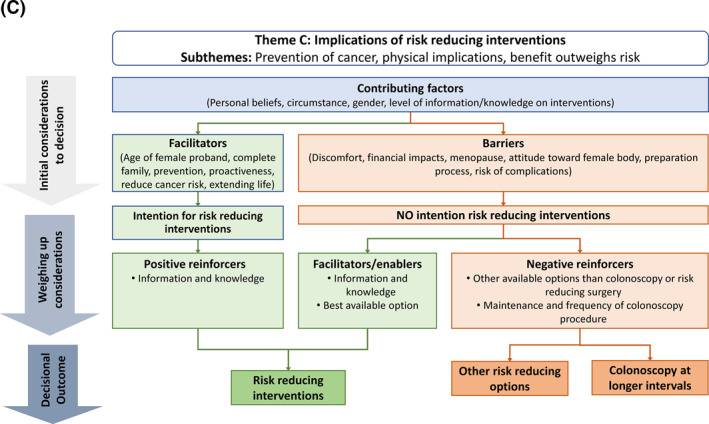 (C)
Theme C: Implications of risk reducing interventions
Subthemes: Prevention of cancer, physical implications, benefit outweighs risk
Initial considerations
to decision
Contributing factors
(Personal beliefs, circumstance, gender, level of information/knowledge on interventions)
Facilitators
(Age of female proband, complete
family, prevention, proactiveness,
reduce cancer risk, extending life)
Barriers
(Discomfort, financial impacts, menopause, attitude toward female body, preparation
process, risk of complications)
Intention for risk reducing
interventions
NO intention risk reducing interventions
Weighing up
considerations
Positive reinforcers
• Information and knowledge
Facilitators/enablers
• Information and
knowledge
• Best available option
Negative reinforcers
• Other available options than colonoscopy or risk
reducing surgery
• Maintenance and frequency of colonoscopy
procedure
Decisional
Outcome
Risk reducing
interventions
Other risk reducing
options
Colonoscopy at
longer intervals